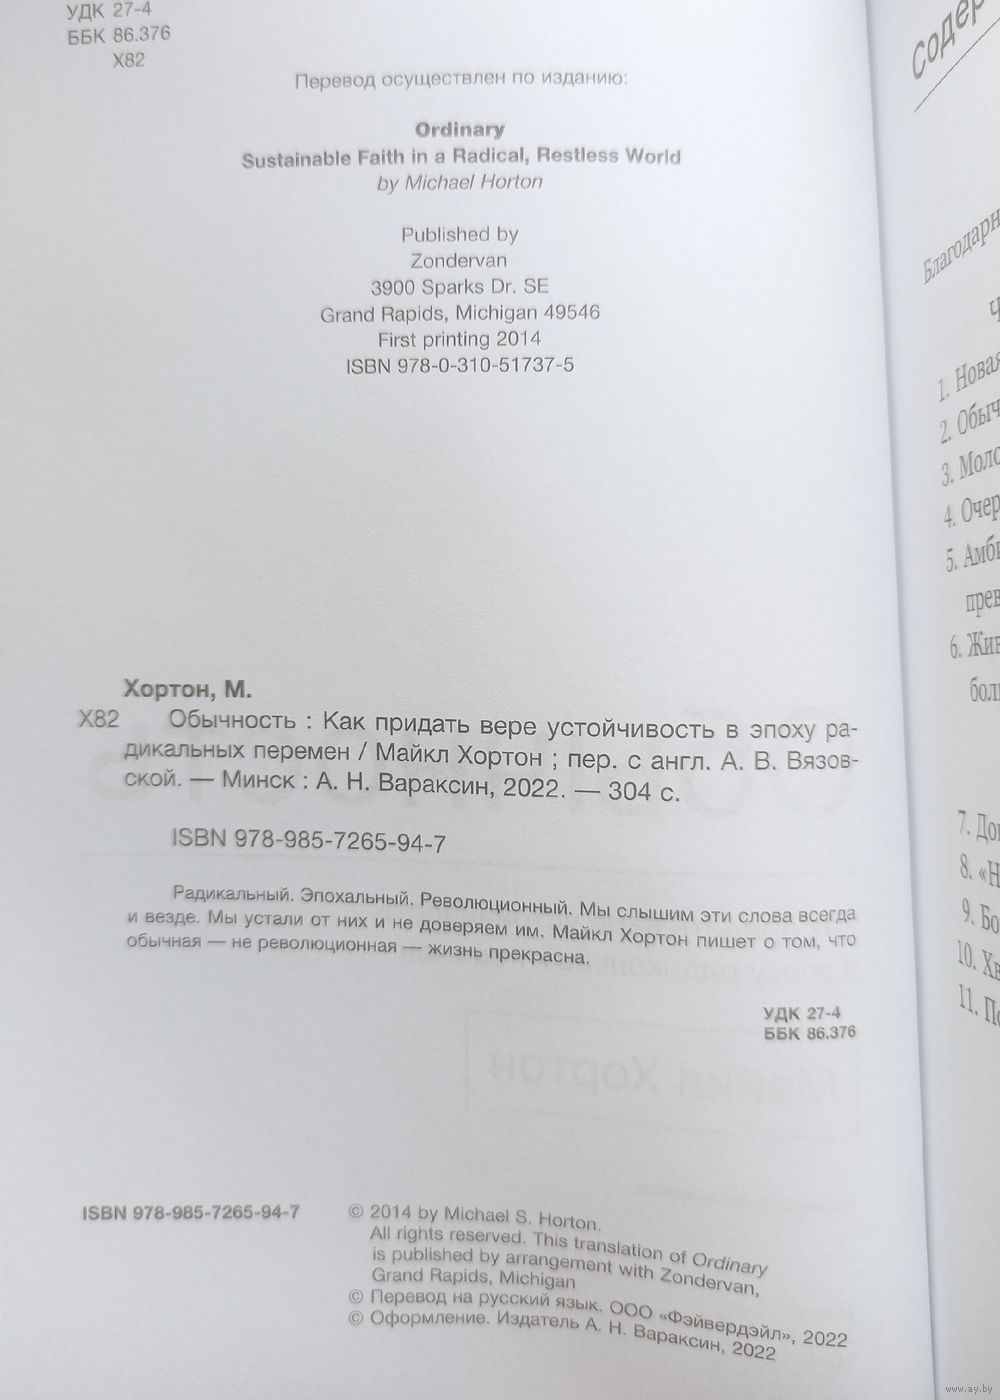 УДК 27-4
ББК 86.376
Х82
Перевод осуществлен по изданию:
Ordinary
Sustainable Faith in a Radical, Restless World
by Michael Horton
Published by
Zondervan
3900 Sparks Dr. SE
Grand Rapids, Michigan 49546
First printing 2014
ISBN 978-0-310-51737-5
Хортон, М.
Х82 Обычность : Как придать вере устойчивость в эпоху ра-
дикальных перемен / Майкл Хортон ; пер. с англ. А. В. Вязов-
ской. — Минск : А. Н. Вараксин, 2022. — 304 с.
ISBN 978-985-7265-94-7
Радикальный. Эпохальный. Революционный. Мы слышим эти слова всегда
и везде. Мы устали от них и не доверяем им. Майкл Хортон пишет о том, что
обычная — не революционная — жизнь прекрасна.
УДК 27-4
ББК 86.376
Майкл Хортон
ISBN 978-985-7265-94-7
© 2014 by Michael S. Horton.
All rights reserved. This translation of Ordinary
is published by arrangement with Zondervan,
Grand Rapids, Michigan
© Перевод на русский язык. ООО «Фэйвердэйл», 2022
© Оформление. Издатель А. Н. Вараксин, 2022
Содер
Благодарн
Ч
1. Новая
2. Обыч
3. Моло
4. Очер
5. Амби
прев
6. Жив
боль
7. Дог
8. «Н
9. Бо
10. Хв
11. По
www.ay.by